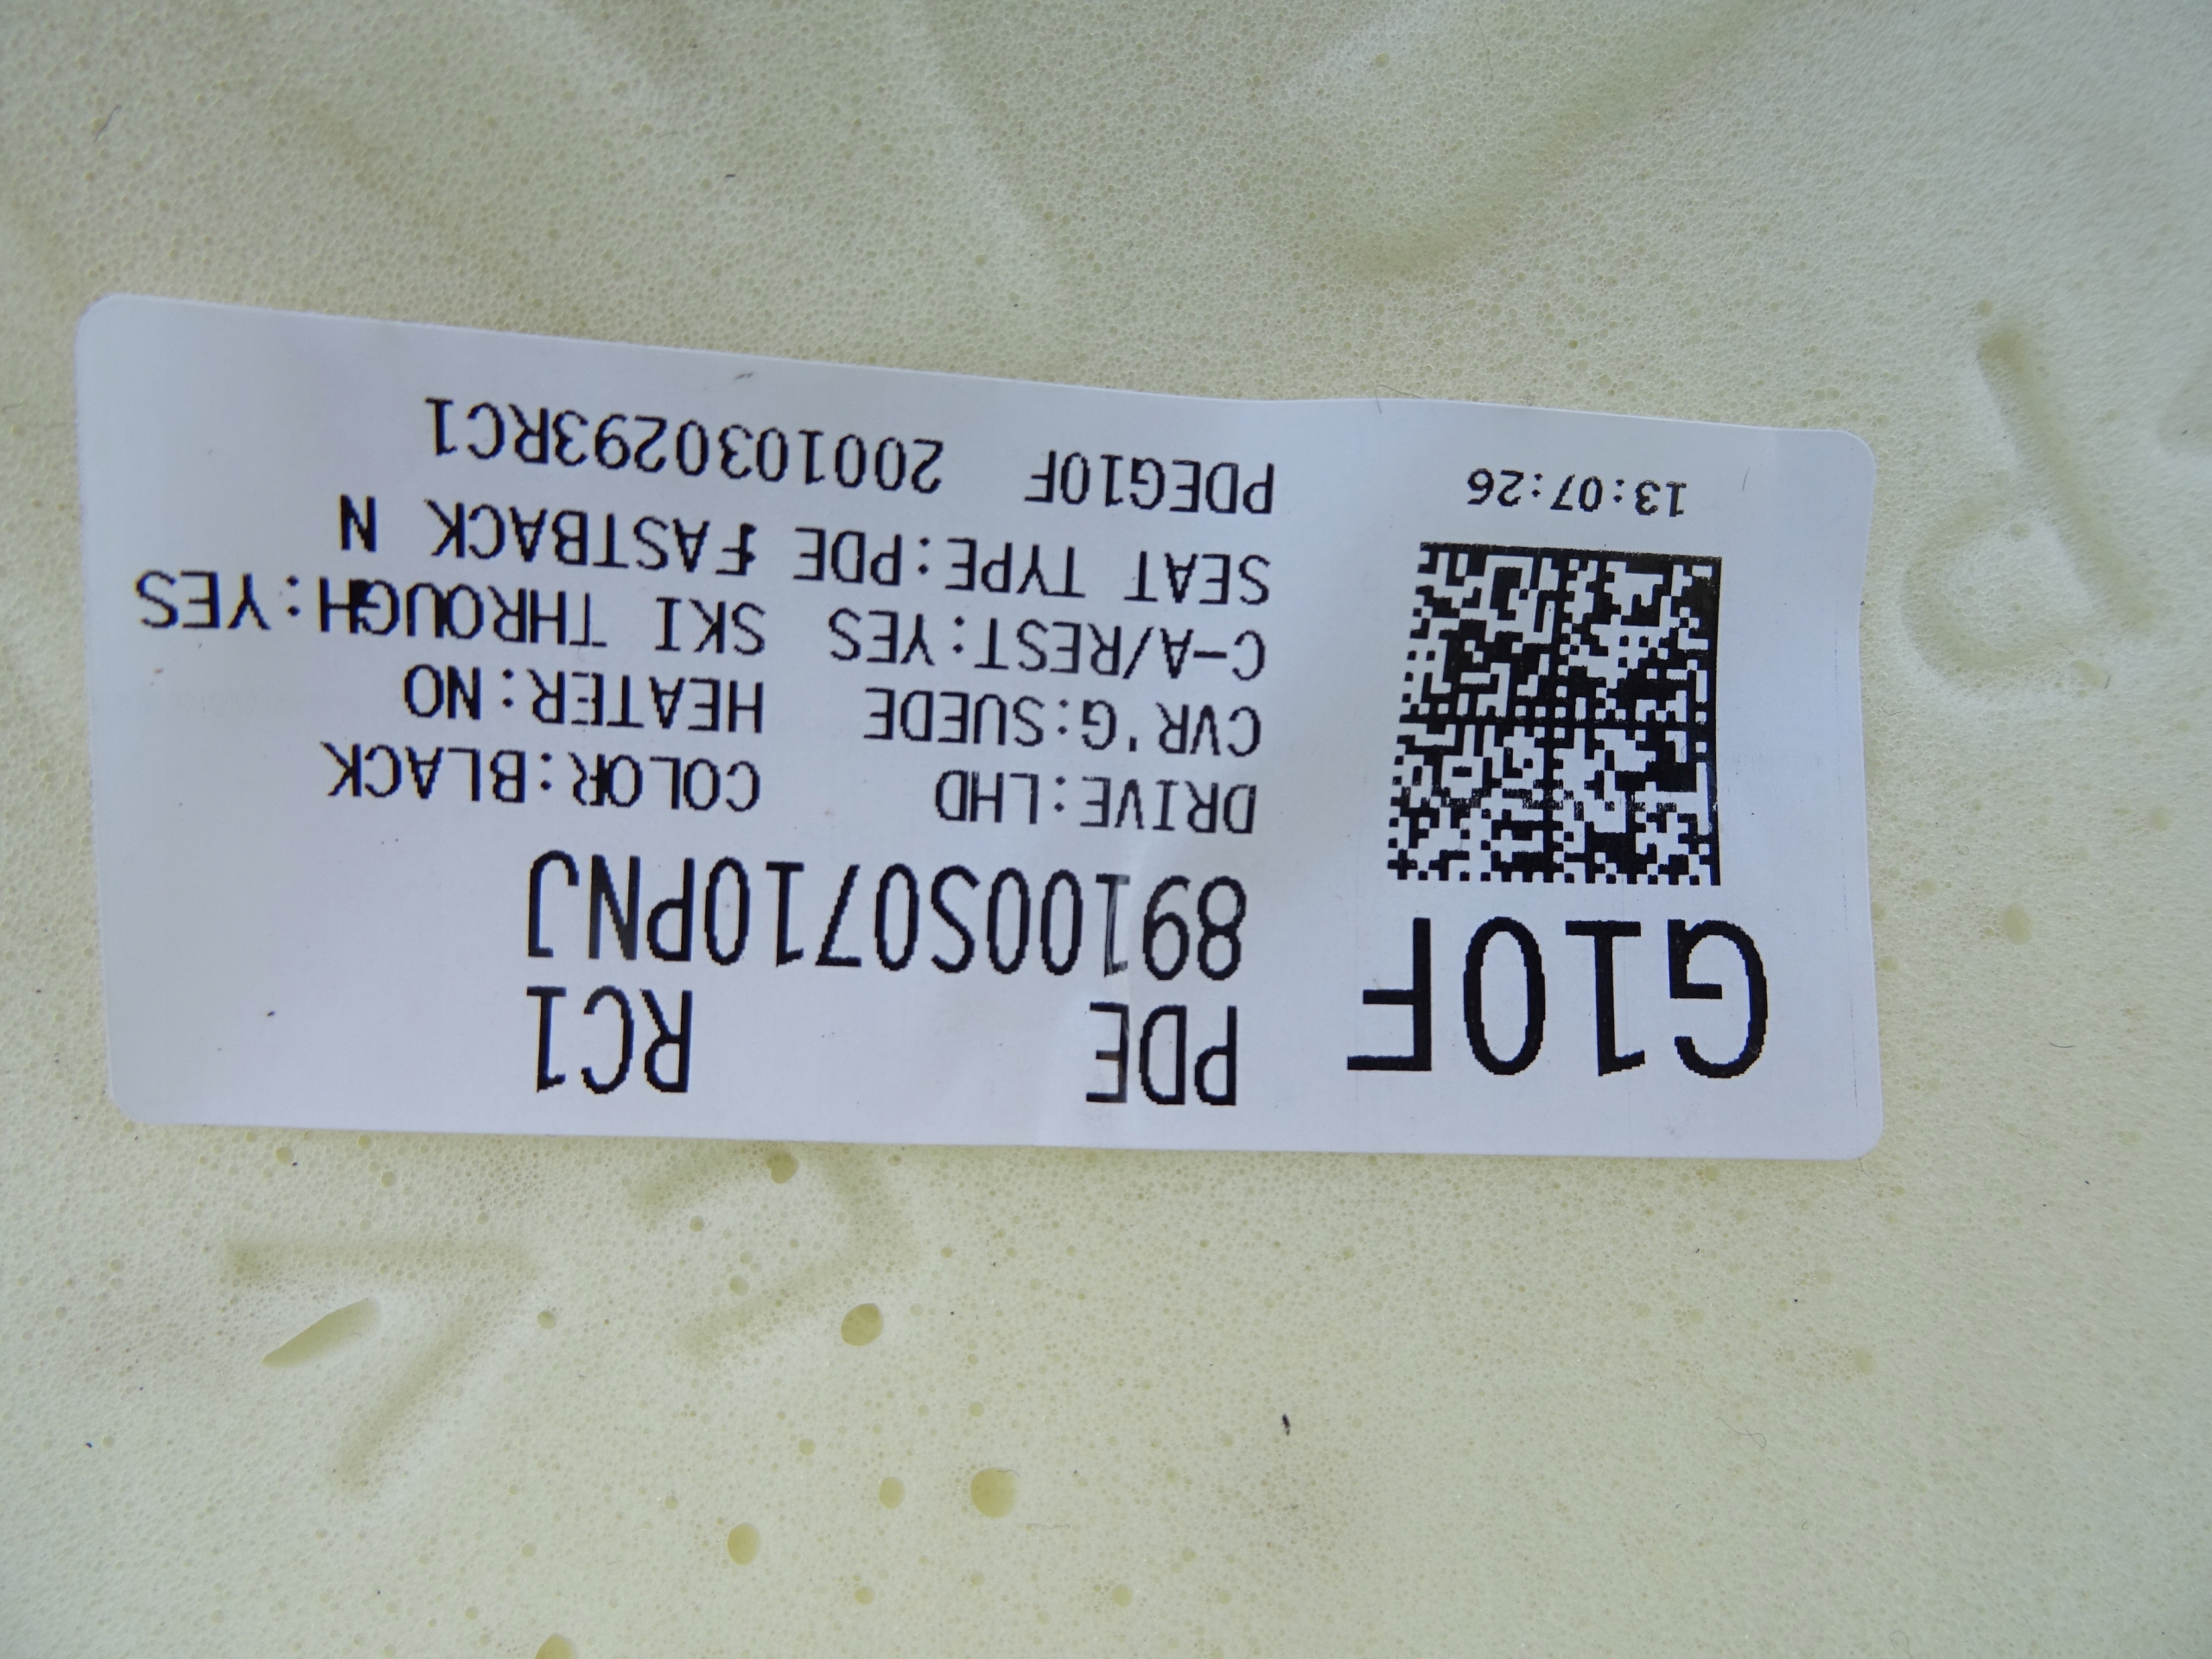 G10F
PDE RC1
89100S0710PNJ
DRIVE:LHD COLOR:BLACK
CVR'G:SUEDE HEATER:NO
C-A/REST:YES SKI THROUGH:YES
SEAT TYPE:PDE FASTBACK N
PDEG10F 2001030293RC1
13:07:26